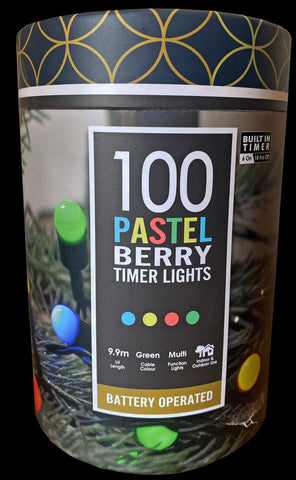 BUILT IN
TIMER
6 On 18 hrs Off
100
PASTEL
BERRY
TIMER LIGHTS
9.9m
Lit
Length
Green
Cable
Colour
Multi
Function
Lights
Indoor &
Outdoor Use
BATTERY OPERATED